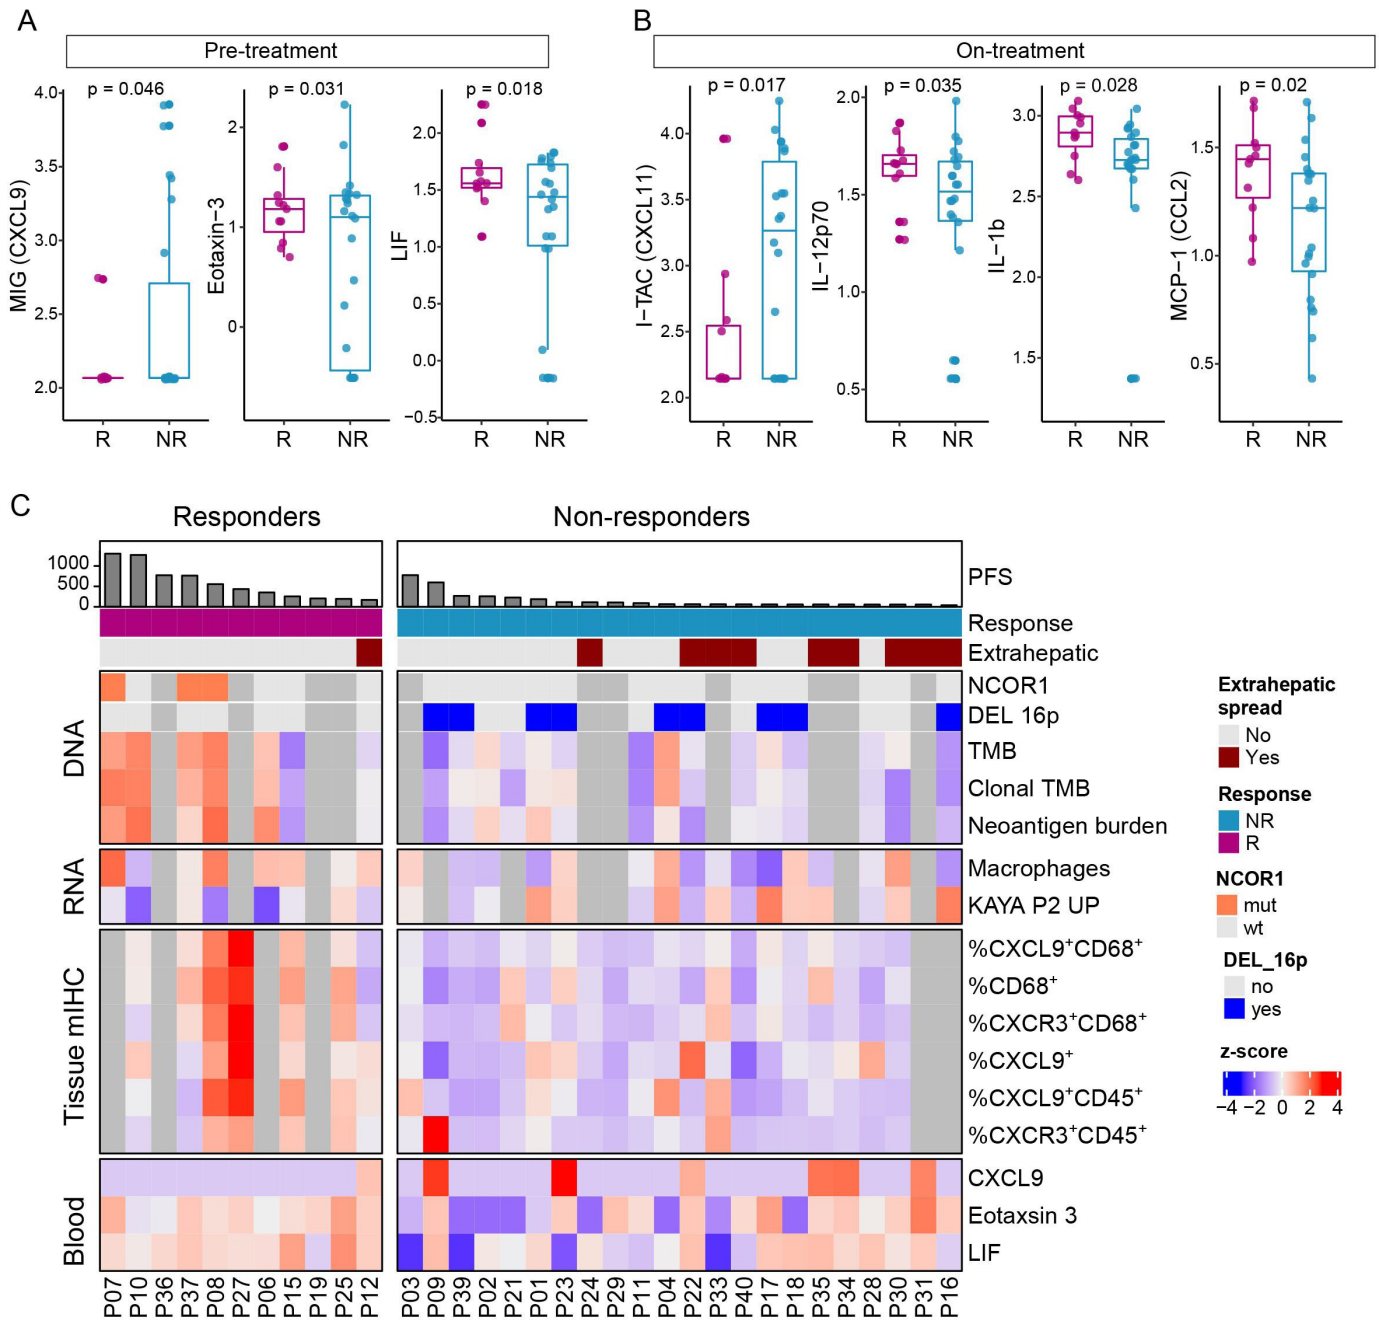 A
Pre-treatment
p = 0.046
p = 0.031
p = 0.018
MIG (CXCL9)
4.0
3.5
3.0
2.5
2.0
R
NR
Eotaxin−3
2
1
0
R
NR
LIF
2.0
1.5
1.0
0.5
0.0
−0.5
R
NR
B
On-treatment
p = 0.017
p = 0.035
p = 0.028
p = 0.02
I−TAC (CXCL11)
4.0
3.5
3.0
2.5
2.0
R
NR
IL−12p70
2.0
1.5
1.0
0.5
R
NR
IL−1b
3.0
2.5
2.0
1.5
R
NR
MCP−1 (CCL2)
1.5
1.0
0.5
R
NR
C
Responders
Non-responders
1000
500
0
PFS
Response
Extrahepatic
DNA
NCOR1
DEL 16p
TMB
Clonal TMB
Neoantigen burden
RNA
Macrophages
KAYA P2 UP
Tissue mIHC
%CXCL9⁺CD68⁺
%CD68⁺
%CXCR3⁺CD68⁺
%CXCL9⁺
%CXCL9⁺CD45⁺
%CXCR3⁺CD45⁺
Blood
CXCL9
Eotaxsin 3
LIF
P07 P10 P36 P37 P08 P27 P06 P15 P19 P25 P12
P03 P09 P39 P02 P21 P01 P23 P24 P29 P11 P04 P22 P33 P40 P17 P18 P35 P34 P28 P30 P31 P16
Extrahepatic
spread
No
Yes
Response
NR
R
NCOR1
mut
wt
DEL_16p
no
yes
z-score
−4 −2 0 2 4